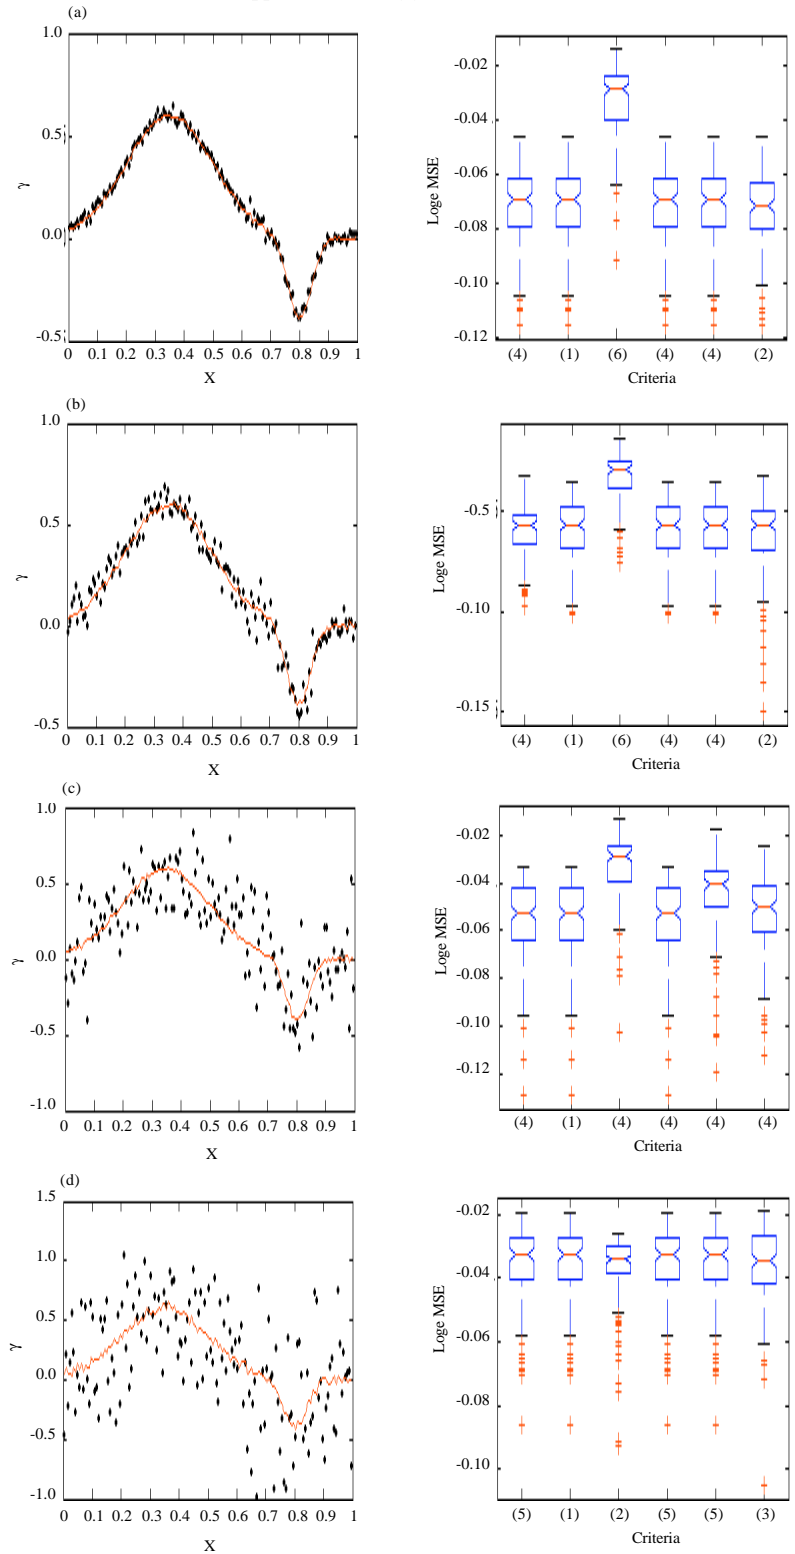 (a)
1.0
0.5
0.0
-0.5
γ
0 0.1 0.2 0.3 0.4 0.5 0.6 0.7 0.8 0.9 1
X
-0.02
-0.04
-0.06
-0.08
-0.10
-0.12
Loge MSE
(4) (1) (6) (4) (4) (2)
Criteria
(b)
1.0
0.5
0.0
-0.5
γ
0 0.1 0.2 0.3 0.4 0.5 0.6 0.7 0.8 0.9 1
X
-0.5
-0.10
-0.15
Loge MSE
(4) (1) (6) (4) (4) (2)
Criteria
(c)
1.0
0.5
0.0
-0.5
-1.0
γ
0 0.1 0.2 0.3 0.4 0.5 0.6 0.7 0.8 0.9 1
X
-0.02
-0.04
-0.06
-0.08
-0.10
-0.12
Loge MSE
(4) (1) (4) (4) (4) (4)
Criteria
(d)
1.5
1.0
0.5
0.0
-0.5
-1.0
γ
0 0.1 0.2 0.3 0.4 0.5 0.6 0.7 0.8 0.9 1
X
-0.02
-0.04
-0.06
-0.08
-0.10
Loge MSE
(5) (1) (2) (5) (5) (3)
Criteria